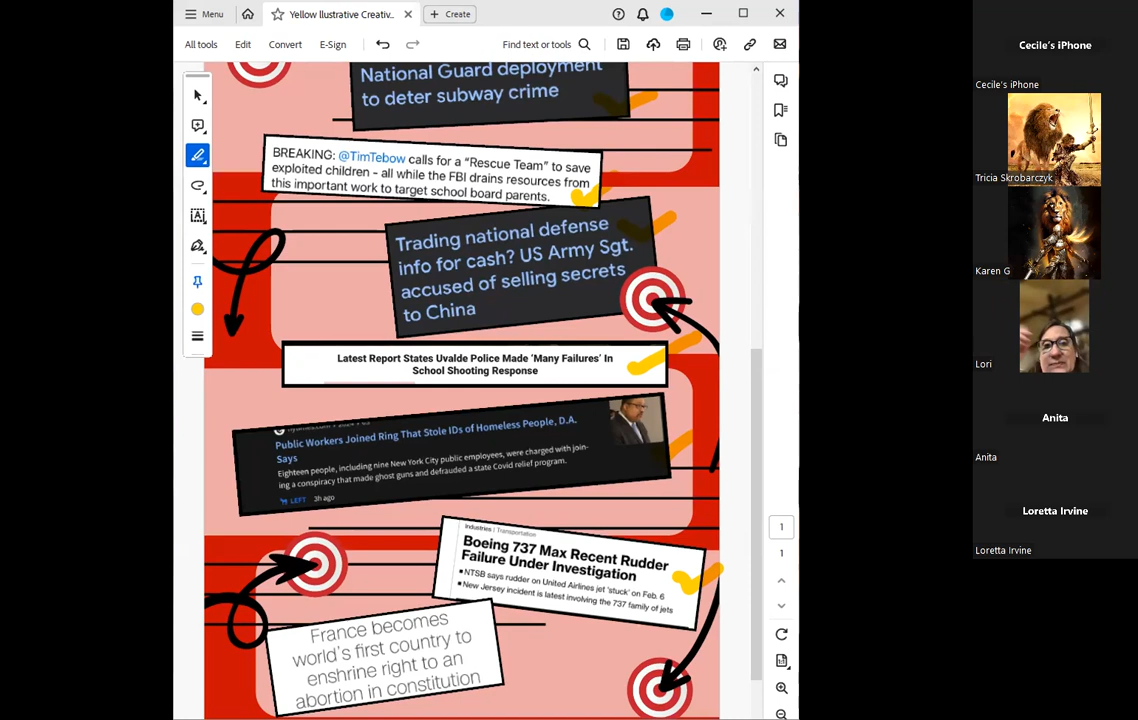 Menu
Yellow Ilustrative Creativ...
Create
All tools
Edit
Convert
E-Sign
Find text or tools
National Guard deployment
to deter subway crime
BREAKING: @TimTebow calls for a “Rescue Team” to save
exploited children - all while the FBI drains resources from
this important work to target school board parents.
Trading national defense
info for cash? US Army Sgt.
accused of selling secrets
to China
Latest Report States Uvalde Police Made ‘Many Failures’ In
School Shooting Response
Public Workers Joined Ring That Stole IDs of Homeless People, D.A.
Says
Eighteen people, including nine New York City public employees, were charged with join-
ing a conspiracy that made ghost guns and defrauded a state Covid relief program.
LEFT 3h ago
Industries | Transportation
Boeing 737 Max Recent Rudder
Failure Under Investigation
NTSB says rudder on United Airlines jet ‘stuck’ on Feb. 6
New Jersey incident is latest involving the 737 family of jets
France becomes
world's first country to
enshrine right to an
abortion in constitution
1
1
Cecile's iPhone
Cecile's iPhone
Tricia Skrobarczyk
Karen G
Lori
Anita
Anita
Loretta Irvine
Loretta Irvine